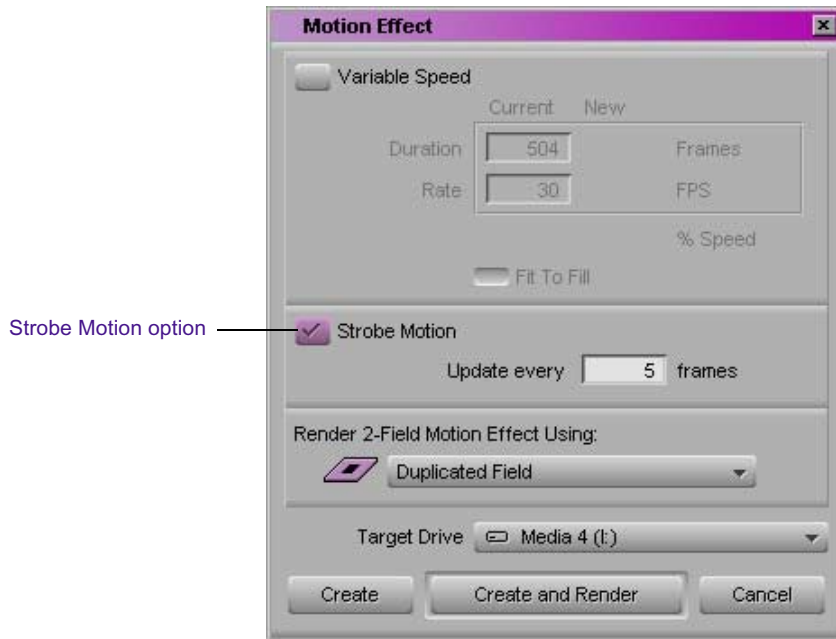 Motion Effect
Variable Speed
Current New
Duration 504 Frames
Rate 30 FPS
% Speed
Fit To Fill
Strobe Motion option
Strobe Motion
Update every 5 frames
Render 2-Field Motion Effect Using:
Duplicated Field
Target Drive Media 4 (I:)
Create Create and Render Cancel